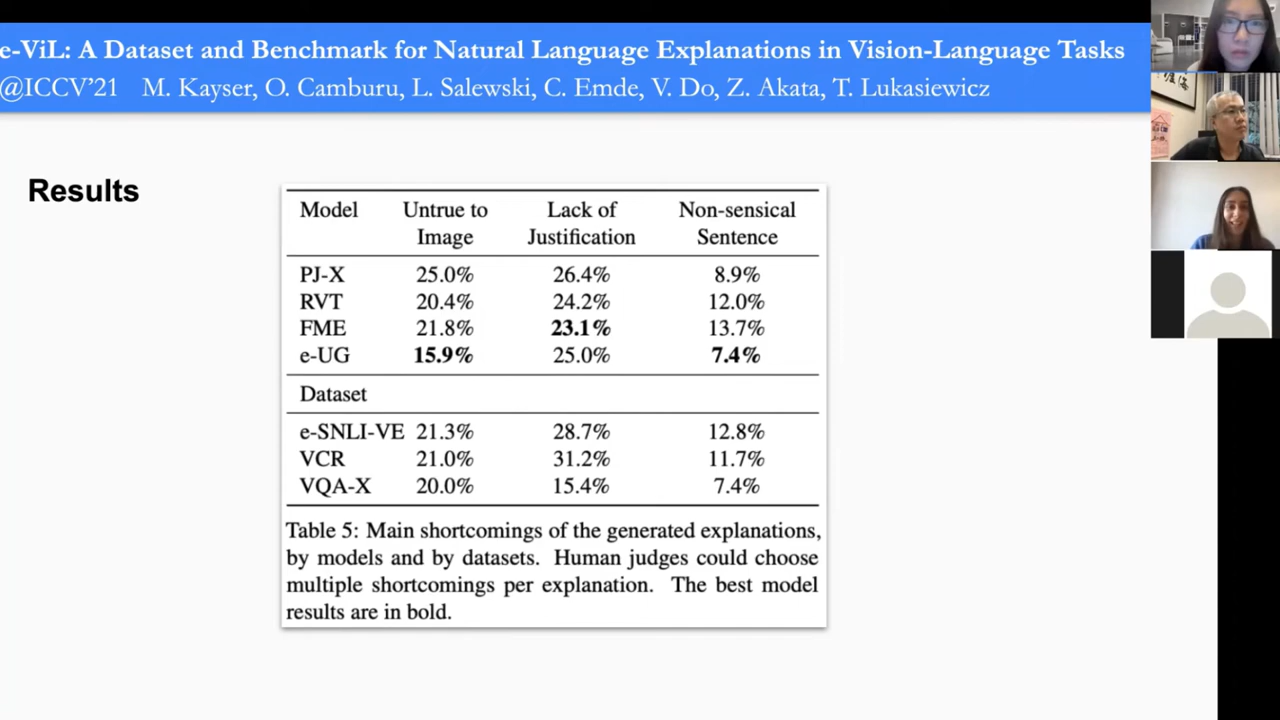 e-ViL: A Dataset and Benchmark for Natural Language Explanations in Vision-Language Tasks
@ICCV'21 M. Kayser, O. Camburu, L. Salewski, C. Emde, V. Do, Z. Akata, T. Lukasiewicz
Results
Model Untrue to Image Lack of Justification Non-sensical Sentence
PJ-X 25.0% 26.4% 8.9%
RVT 20.4% 24.2% 12.0%
FME 21.8% 23.1% 13.7%
e-UG 15.9% 25.0% 7.4%
Dataset
e-SNLI-VE 21.3% 28.7% 12.8%
VCR 21.0% 31.2% 11.7%
VQA-X 20.0% 15.4% 7.4%
Table 5: Main shortcomings of the generated explanations,
by models and by datasets. Human judges could choose
multiple shortcomings per explanation. The best model
results are in bold.